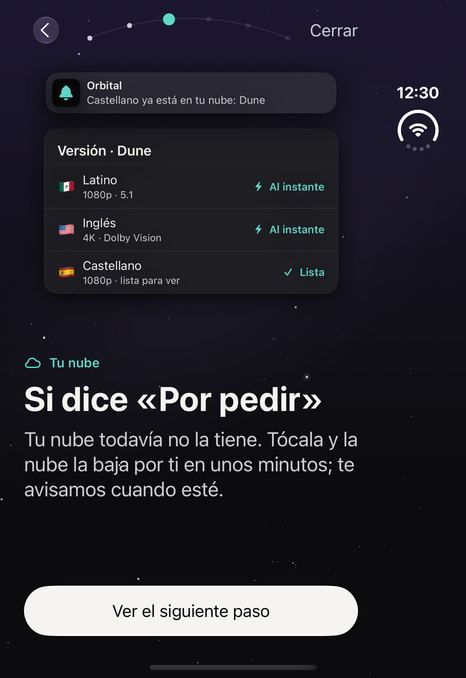 Cerrar
12:30
Orbital
Castellano ya está en tu nube: Dune
Versión · Dune
Latino
1080p · 5.1
Al instante
Inglés
4K · Dolby Vision
Al instante
Castellano
1080p · lista para ver
Lista
Tu nube
Si dice «Por pedir»
Tu nube todavía no la tiene. Tócala y la
nube la baja por ti en unos minutos; te
avisamos cuando esté.
Ver el siguiente paso